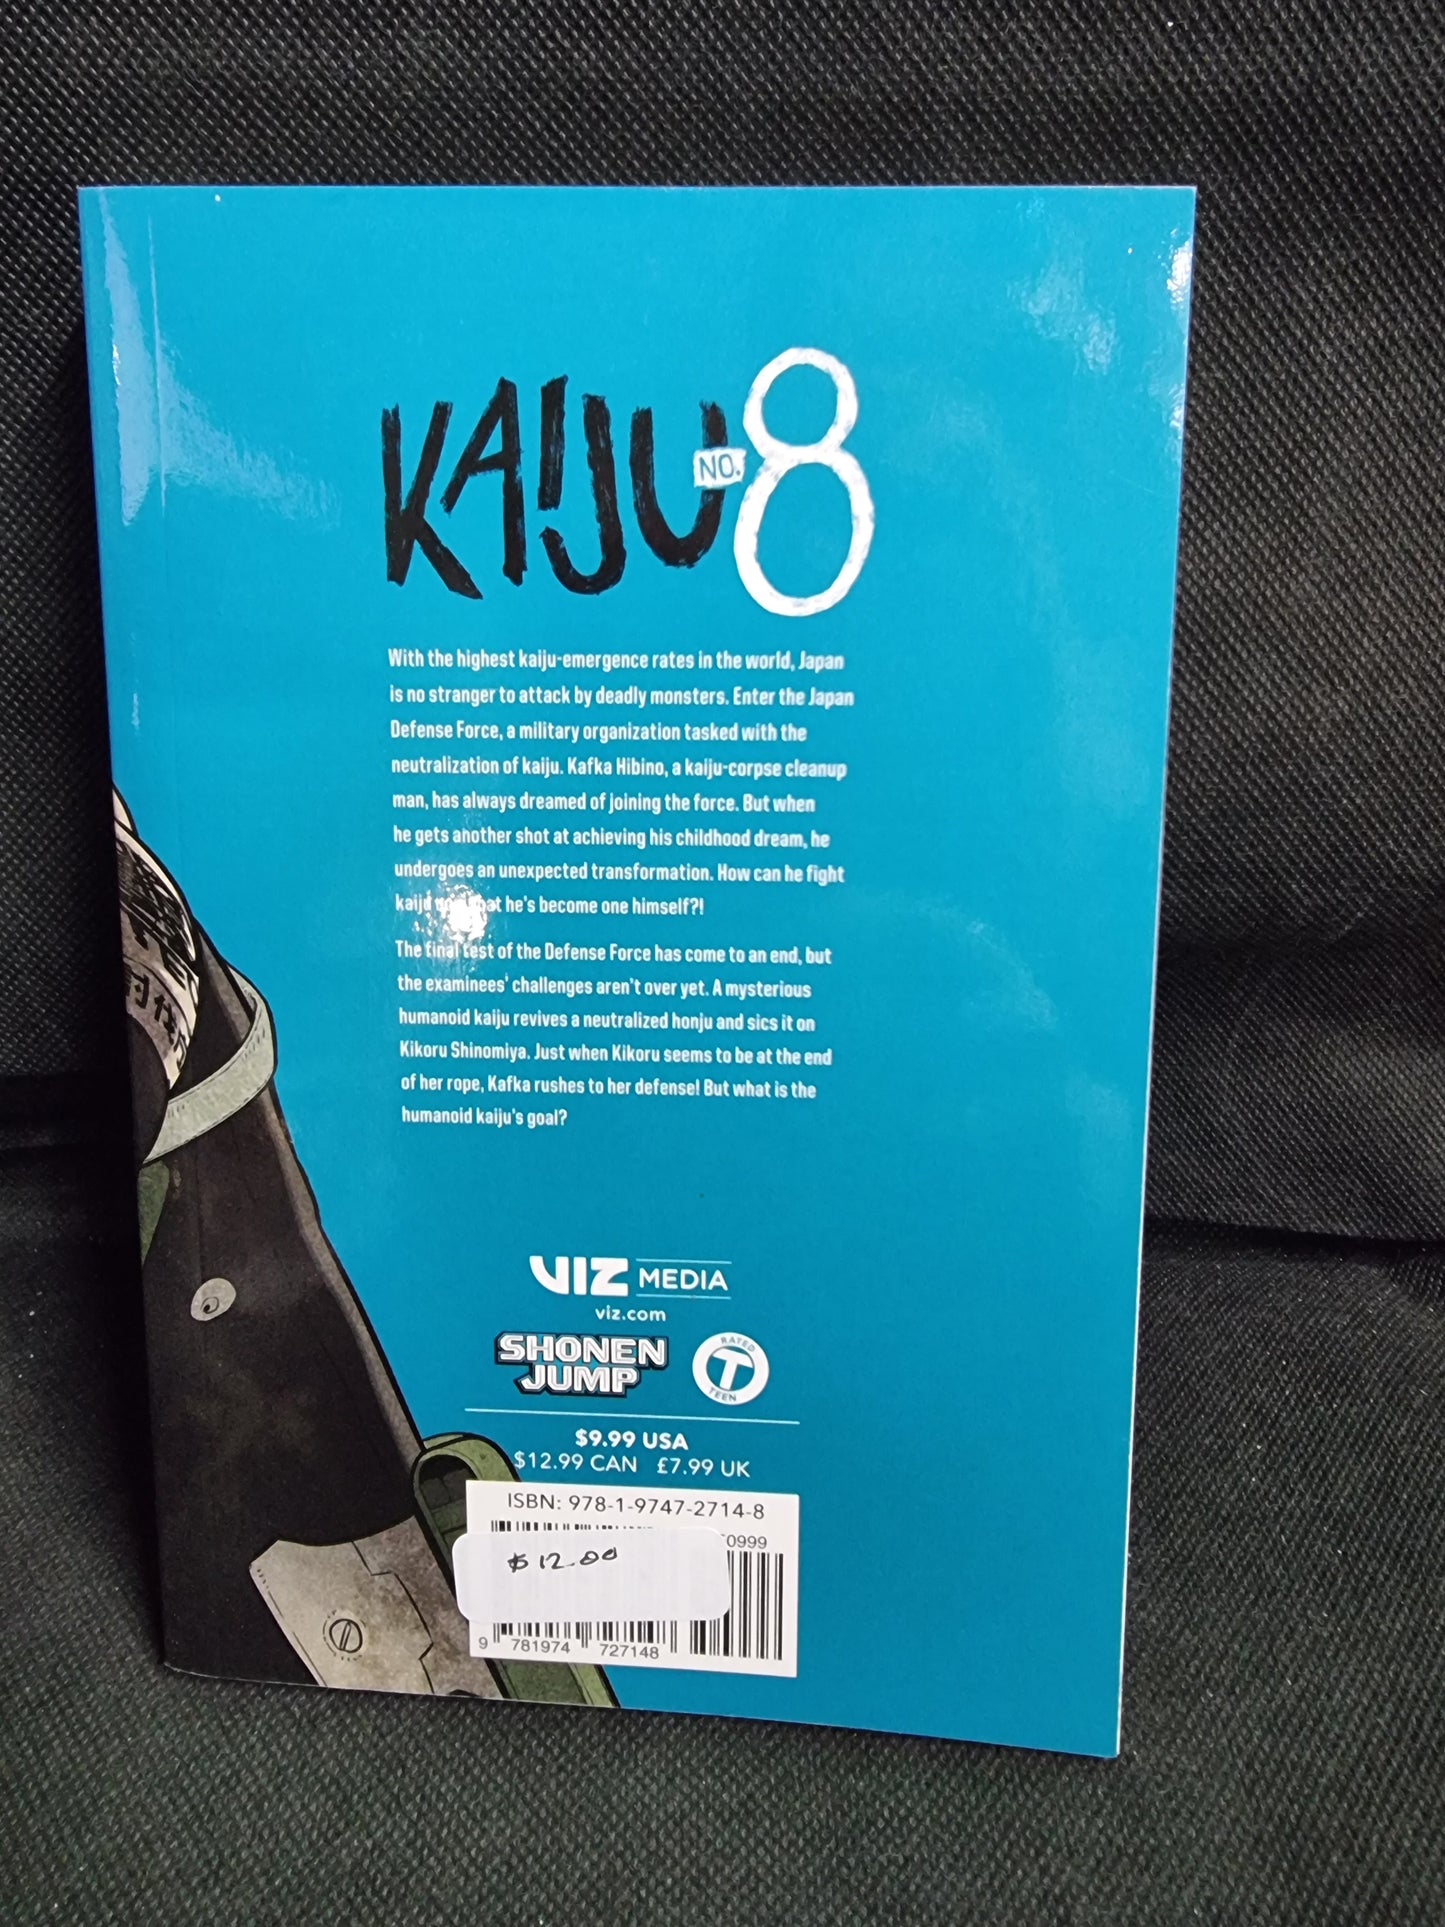 KAIJU NO. 8
With the highest kaiju-emergence rates in the world, Japan
is no stranger to attack by deadly monsters. Enter the Japan
Defense Force, a military organization tasked with the
neutralization of kaiju. Kafka Hibino, a kaiju-corpse cleanup
man, has always dreamed of joining the force. But when
he gets another shot at achieving his childhood dream, he
undergoes an unexpected transformation. How can he fight
kaiju now that he's become one himself?!
The final test of the Defense Force has come to an end, but
the examinees' challenges aren't over yet. A mysterious
humanoid kaiju revives a neutralized honju and sics it on
Kikoru Shinomiya. Just when Kikoru seems to be at the end
of her rope, Kafka rushes to her defense! But what is the
humanoid kaiju's goal?
VIZ MEDIA
viz.com
SHONEN
JUMP
RATED
T
TEEN
$9.99 USA
$12.99 CAN £7.99 UK
ISBN: 978-1-9747-2714-8
0999
$12.00
9 781974 727148